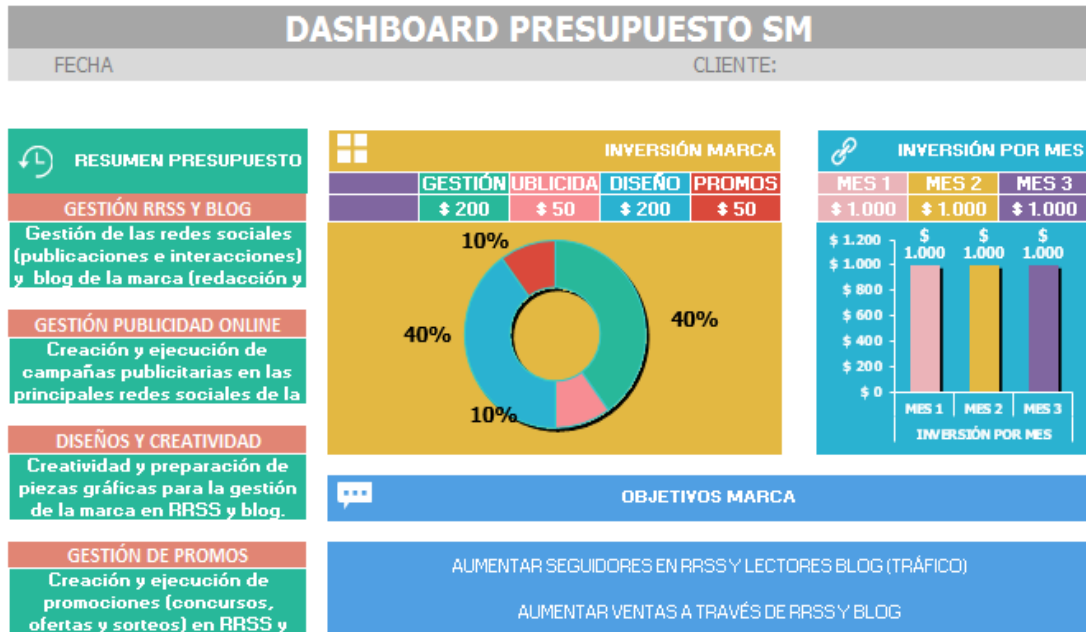 DASHBOARD PRESUPUESTO SM
FECHA CLIENTE:
RESUMEN PRESUPUESTO
GESTIÓN RRSS Y BLOG
Gestión de las redes sociales
(publicaciones e interacciones)
y blog de la marca (redacción y
GESTIÓN PUBLICIDAD ONLINE
Creación y ejecución de
campañas publicitarias en las
principales redes sociales de la
DISEÑOS Y CREATIVIDAD
Creatividad y preparación de
piezas gráficas para la gestión
de la marca en RRSS y blog.
GESTIÓN DE PROMOS
Creación y ejecución de
promociones (concursos,
ofertas y sorteos) en RRSS y
INVERSIÓN MARCA
GESTIÓN UBLICIDA DISEÑO PROMOS
$ 200 $ 50 $ 200 $ 50
10%
40%
40%
10%
INVERSIÓN POR MES
MES 1 MES 2 MES 3
$ 1.000 $ 1.000 $ 1.000
$ 1.200
$ 1.000
$ 800
$ 600
$ 400
$ 200
$ 0
$ $ $
1.000 1.000 1.000
MES 1 MES 2 MES 3
INVERSIÓN POR MES
OBJETIVOS MARCA
AUMENTAR SEGUIDORES EN RRSS Y LECTORES BLOG (TRÁFICO)
AUMENTAR VENTAS A TRAVÉS DE RRSS Y BLOG